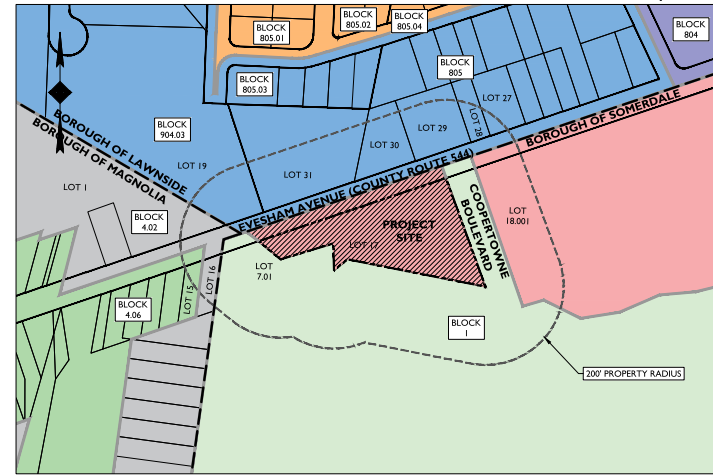 BLOCK
805.01
BLOCK
805.02
BLOCK
805.04
BLOCK
804
BLOCK
805.03
BLOCK
805
LOT 27
LOT 28
LOT 29
LOT 30
LOT 31
BLOCK
904.03
LOT 19
BOROUGH OF LAWNSIDE
BOROUGH OF MAGNOLIA
BOROUGH OF SOMERDALE
EVESHAM AVENUE (COUNTY ROUTE 544)
LOT 1
BLOCK
4.02
PROJECT
SITE
LOT 17
COOPERTOWNE
BOULEVARD
LOT
18.001
LOT
7.01
LOT 16
LOT 15
BLOCK
4.06
BLOCK
1
200' PROPERTY RADIUS